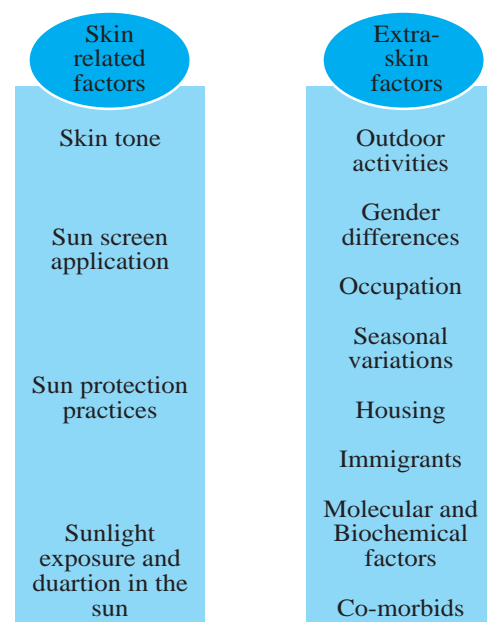 Skin
related
factors
Skin tone
Sun screen
application
Sun protection
practices
Sunlight
exposure and
duartion in the
sun
Extra-
skin
factors
Outdoor
activities
Gender
differences
Occupation
Seasonal
variations
Housing
Immigrants
Molecular and
Biochemical
factors
Co-morbids